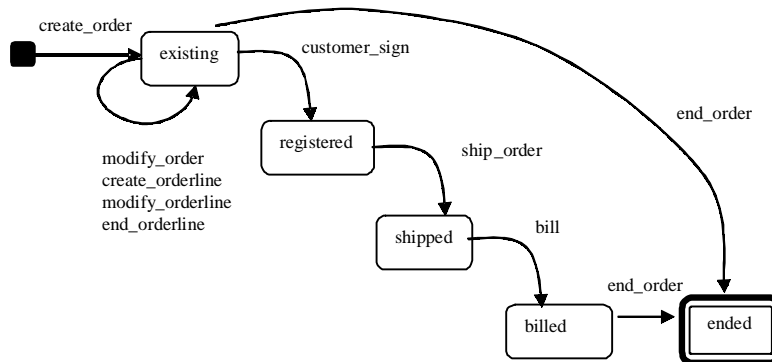 create_order
existing
customer_sign
end_order
registered
ship_order
modify_order
create_orderline
modify_orderline
end_orderline
shipped
bill
end_order
billed
ended